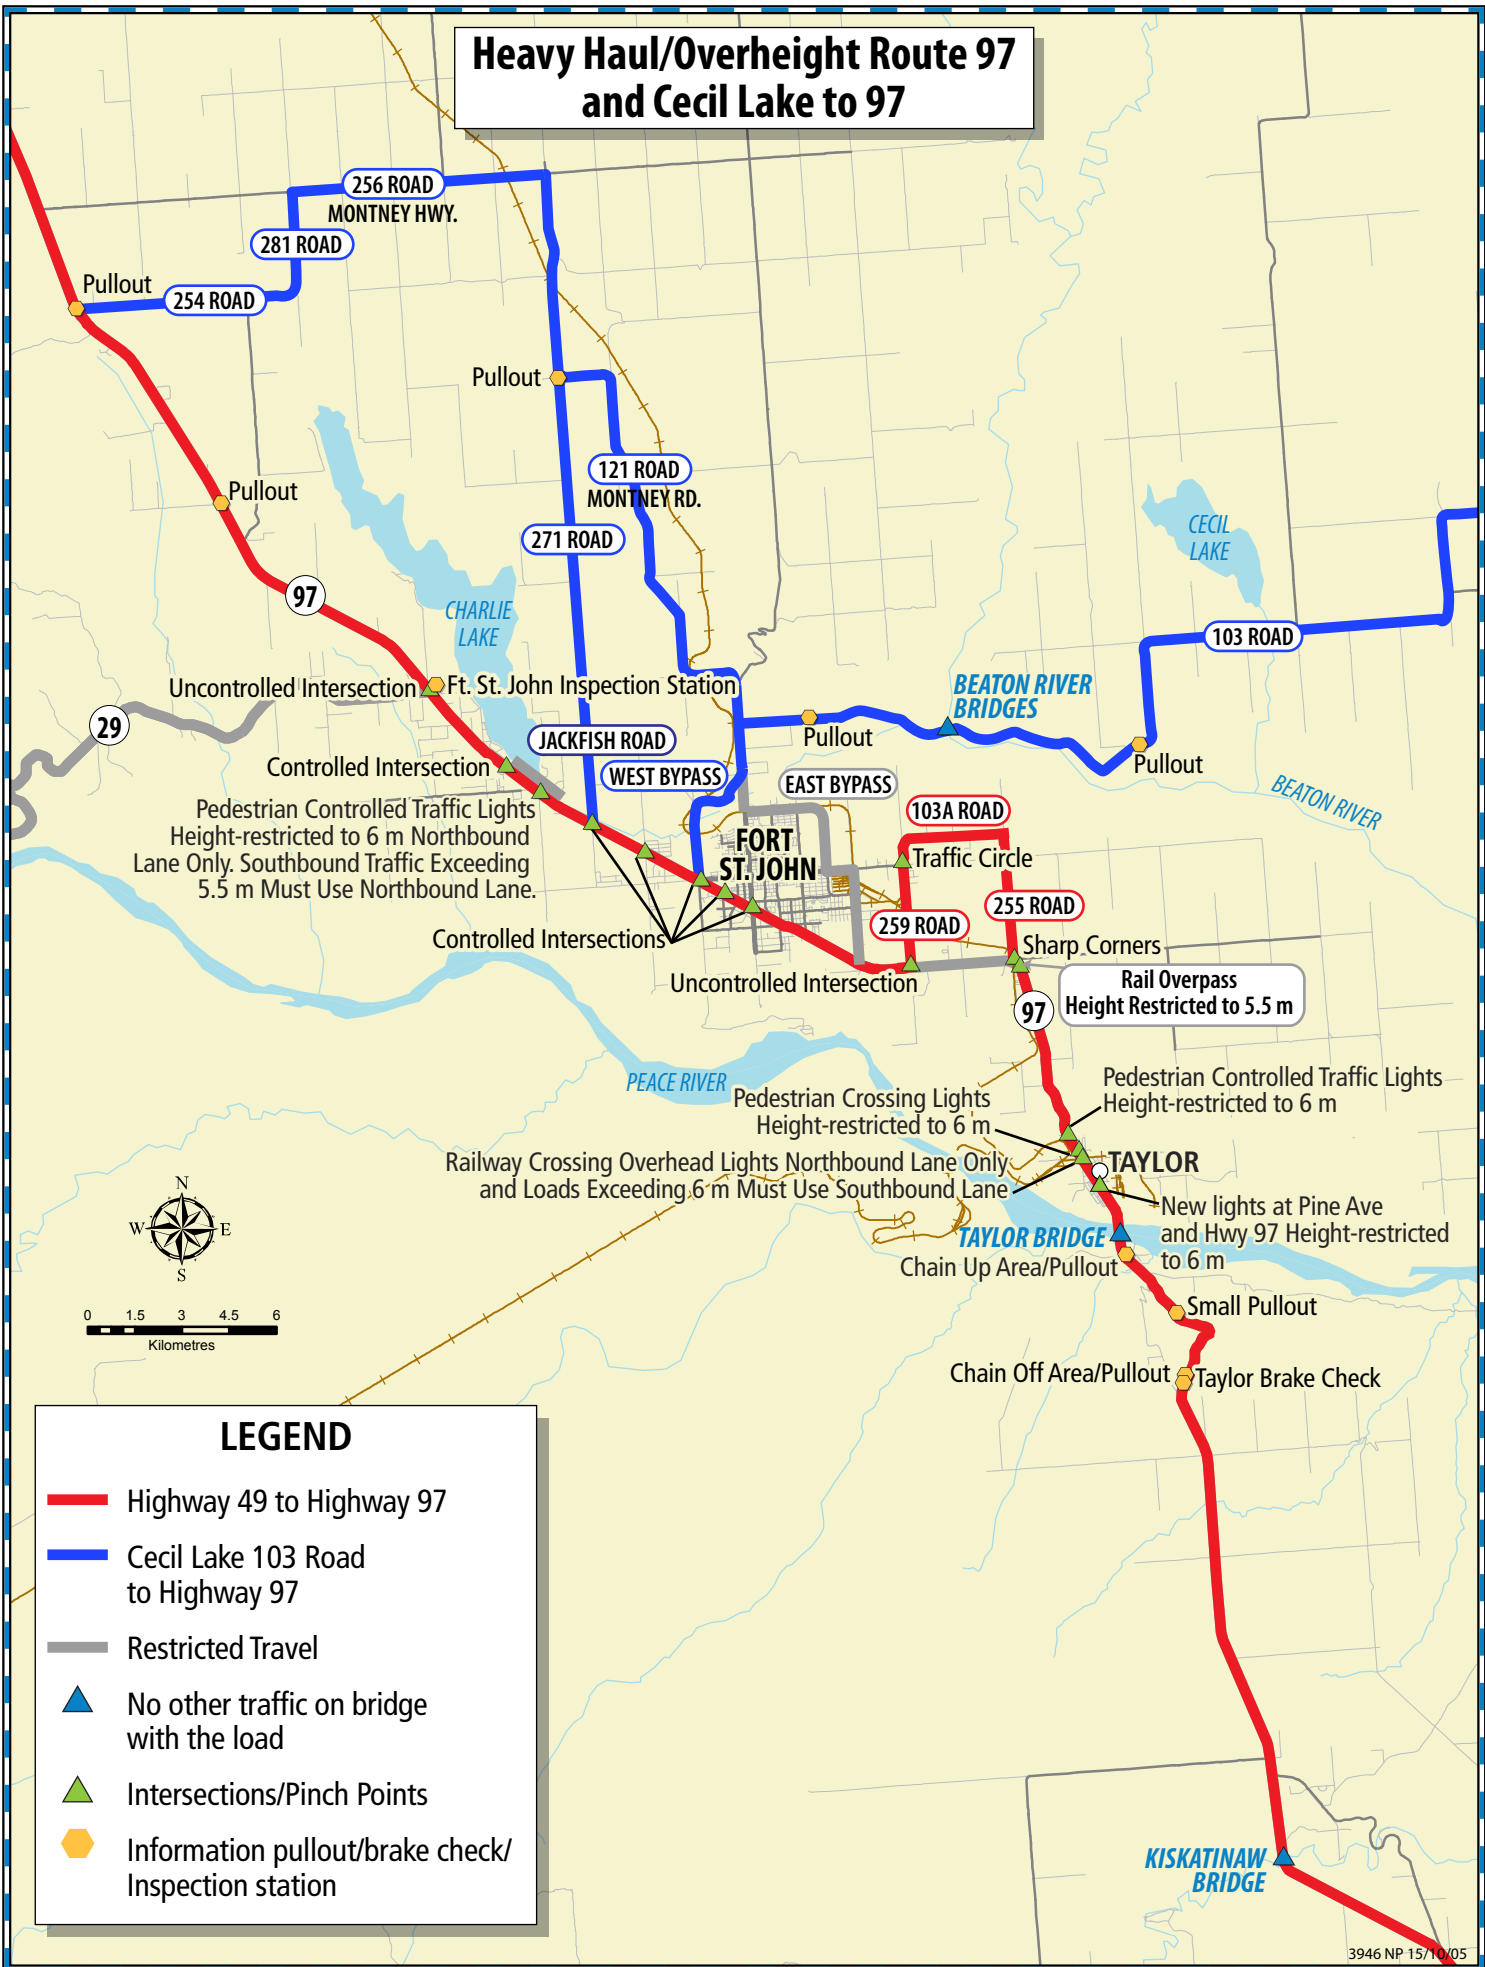 Heavy Haul/Overheight Route 97
and Cecil Lake to 97
256 ROAD
MONTNEY HWY.
281 ROAD
Pullout
254 ROAD
Pullout
121 ROAD
MONTNEY RD.
Pullout
271 ROAD
CECIL
LAKE
97
CHARLIE
LAKE
103 ROAD
Uncontrolled Intersection
Ft. St. John Inspection Station
BEATON RIVER
BRIDGES
29
JACKFISH ROAD
Pullout
Controlled Intersection
WEST BYPASS
EAST BYPASS
Pullout
BEATON RIVER
Pedestrian Controlled Traffic Lights
Height-restricted to 6 m Northbound
Lane Only. Southbound Traffic Exceeding
5.5 m Must Use Northbound Lane.
103A ROAD
FORT
ST. JOHN
Traffic Circle
255 ROAD
259 ROAD
Controlled Intersections
Sharp Corners
Uncontrolled Intersection
Rail Overpass
Height Restricted to 5.5 m
97
PEACE RIVER
Pedestrian Controlled Traffic Lights
Height-restricted to 6 m
Pedestrian Crossing Lights
Height-restricted to 6 m
Railway Crossing Overhead Lights Northbound Lane Only
and Loads Exceeding 6 m Must Use Southbound Lane
TAYLOR
New lights at Pine Ave
and Hwy 97 Height-restricted
to 6 m
TAYLOR BRIDGE
Chain Up Area/Pullout
N
W
E
S
Small Pullout
0 1.5 3 4.5 6
Kilometres
Chain Off Area/Pullout
Taylor Brake Check
LEGEND
Highway 49 to Highway 97
Cecil Lake 103 Road
to Highway 97
Restricted Travel
No other traffic on bridge
with the load
Intersections/Pinch Points
Information pullout/brake check/
Inspection station
KISKATINAW
BRIDGE
3946 NP 15/10/05